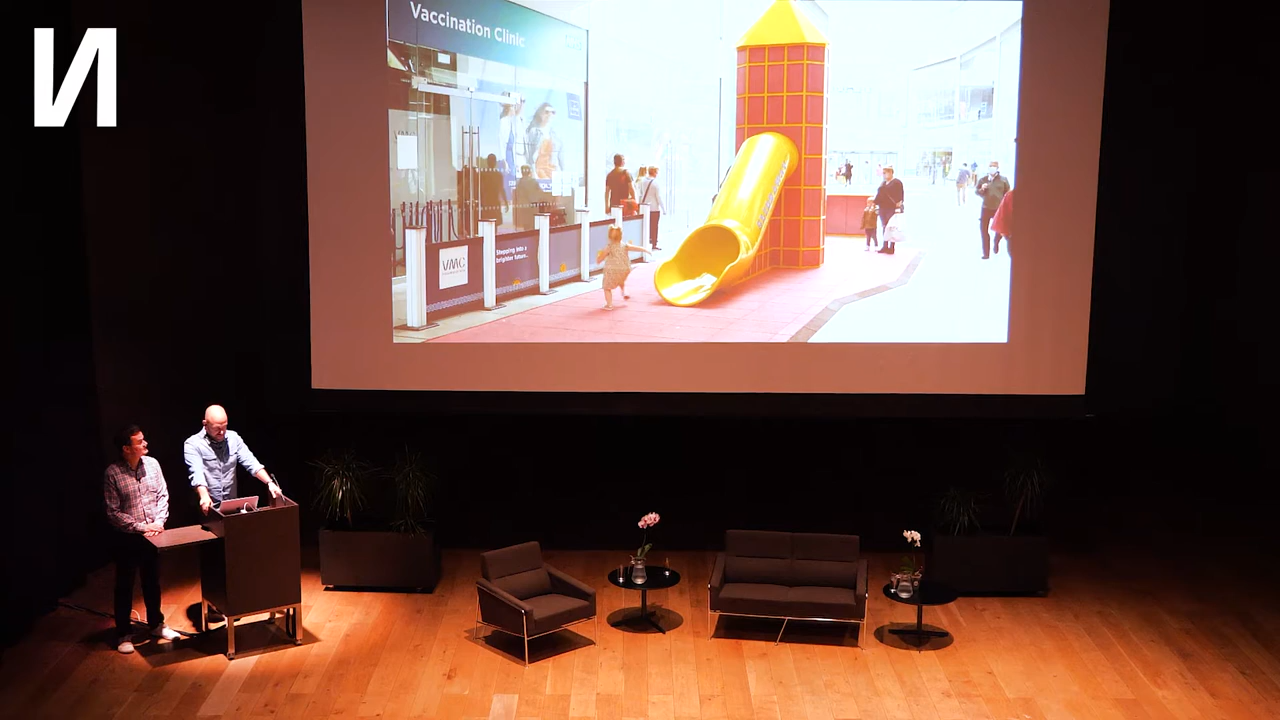 И
Vaccination Clinic
VMC
Stepping into a
brighter future...